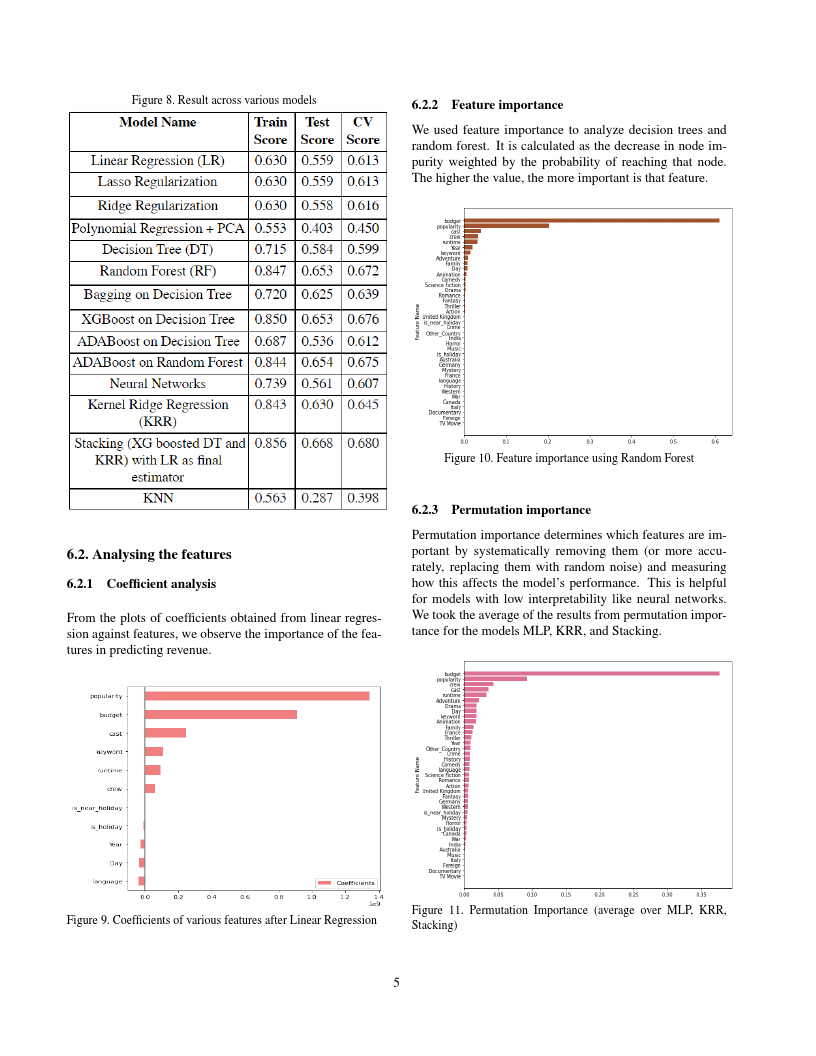 Figure 8. Result across various models
Model Name Train Score Test Score CV Score
Linear Regression (LR) 0.630 0.559 0.613
Lasso Regularization 0.630 0.559 0.613
Ridge Regularization 0.630 0.558 0.616
Polynomial Regression + PCA 0.553 0.403 0.450
Decision Tree (DT) 0.715 0.584 0.599
Random Forest (RF) 0.847 0.653 0.672
Bagging on Decision Tree 0.720 0.625 0.639
XGBoost on Decision Tree 0.850 0.653 0.676
ADABoost on Decision Tree 0.687 0.536 0.612
ADABoost on Random Forest 0.844 0.654 0.675
Neural Networks 0.739 0.561 0.607
Kernel Ridge Regression (KRR) 0.843 0.630 0.645
Stacking (XG boosted DT and KRR) with LR as final estimator 0.856 0.668 0.680
KNN 0.563 0.287 0.398
6.2. Analysing the features
6.2.1 Coefficient analysis
From the plots of coefficients obtained from linear regres-
sion against features, we observe the importance of the fea-
tures in predicting revenue.
popularity
budget
cast
keyword
runtime
crew
is_near_holiday
is_holiday
Year
Day
language
Coefficients
0.0 0.2 0.4 0.6 0.8 1.0 1.2 1.4
1e9
Figure 9. Coefficients of various features after Linear Regression
6.2.2 Feature importance
We used feature importance to analyze decision trees and
random forest. It is calculated as the decrease in node im-
purity weighted by the probability of reaching that node.
The higher the value, the more important is that feature.
Feature Name
budget
popularity
cast
crew
runtime
Year
keyword
Adventure
Family
Day
Animation
Comedy
Science Fiction
Drama
Romance
Fantasy
Thriller
Action
United Kingdom
is_near_holiday
Crime
Other_Country
India
Horror
Music
is_holiday
Australia
Germany
Mystery
France
language
History
Western
War
Canada
Italy
Documentary
Foreign
TV Movie
0.0 0.1 0.2 0.3 0.4 0.5 0.6
Figure 10. Feature importance using Random Forest
6.2.3 Permutation importance
Permutation importance determines which features are im-
portant by systematically removing them (or more accu-
rately, replacing them with random noise) and measuring
how this affects the model's performance. This is helpful
for models with low interpretability like neural networks.
We took the average of the results from permutation impor-
tance for the models MLP, KRR, and Stacking.
Feature Name
budget
popularity
crew
cast
runtime
Adventure
Drama
Day
keyword
Animation
Family
France
Thriller
Year
Other_Country
Crime
History
Comedy
language
Science Fiction
Romance
Action
United Kingdom
Fantasy
Germany
Western
is_near_holiday
Mystery
Horror
is_holiday
Canada
War
India
Australia
Music
Italy
Foreign
Documentary
TV Movie
0.00 0.05 0.10 0.15 0.20 0.25 0.30 0.35
Figure 11. Permutation Importance (average over MLP, KRR,
Stacking)
5